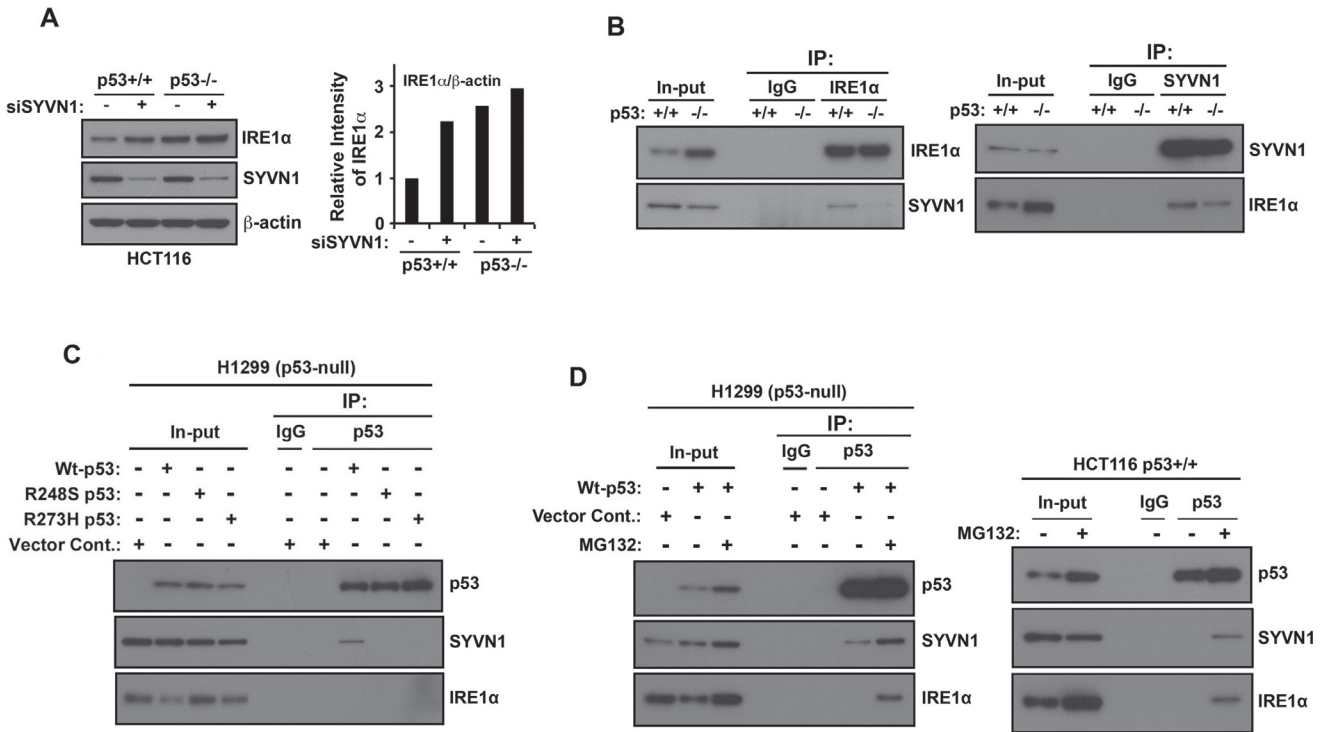 A
p53+/+ p53-/-
siSYVN1: - + - +
IRE1α
SYVN1
β-actin
HCT116
Relative Intensity
of IRE1α
IRE1α/β-actin
3
2
1
0
siSYVN1: - + - +
p53+/+ p53-/-
B
IP:
In-put IgG IRE1α
p53: +/+ -/- +/+ -/- +/+ -/-
IRE1α
SYVN1
IP:
In-put IgG SYVN1
p53: +/+ -/- +/+ -/- +/+ -/-
SYVN1
IRE1α
C
H1299 (p53-null)
IP:
In-put IgG p53
Wt-p53: - + - - - - + - -
R248S p53: - - + - - - - + -
R273H p53: - - - + - - - - +
Vector Cont.: + - - - + + - - -
p53
SYVN1
IRE1α
D
H1299 (p53-null)
IP:
In-put IgG p53
Wt-p53: - + + - - + +
Vector Cont.: + - - + + - -
MG132: - - + - - - +
p53
SYVN1
IRE1α
HCT116 p53+/+
In-put IgG p53
MG132: - + - - +
p53
SYVN1
IRE1α